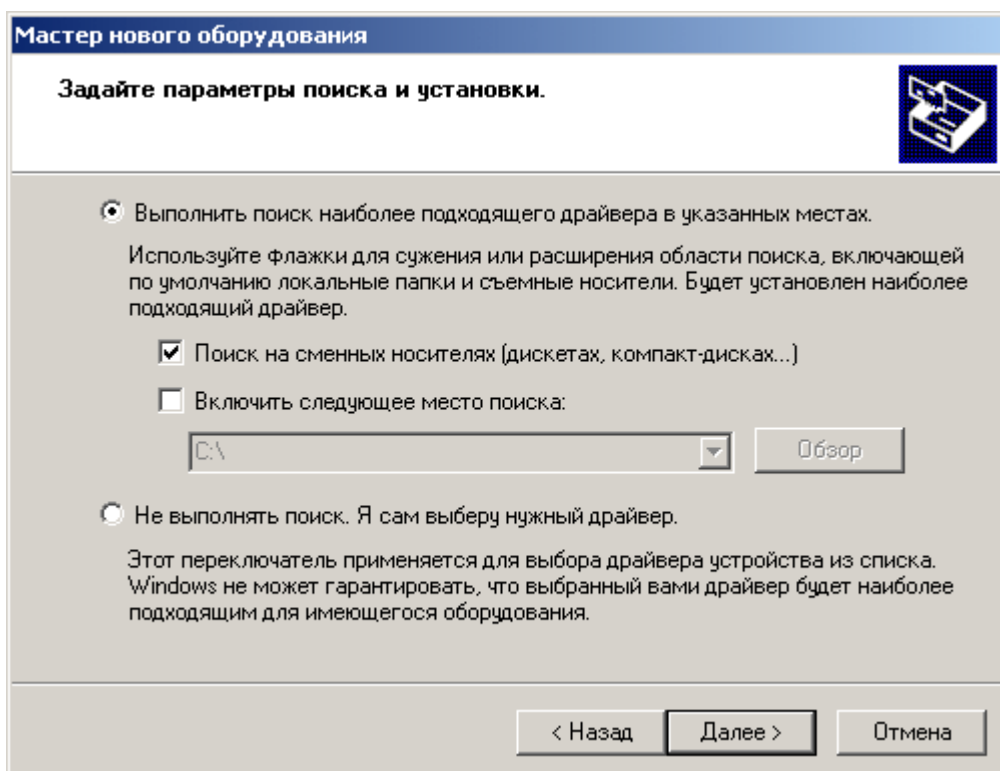 Мастер нового оборудования
Задайте параметры поиска и установки.
Выполнить поиск наиболее подходящего драйвера в указанных местах.
Используйте флажки для сужения или расширения области поиска, включающей
по умолчанию локальные папки и съемные носители. Будет установлен наиболее
подходящий драйвер.
Поиск на сменных носителях (дискетах, компакт-дисках...)
Включить следующее место поиска:
C:\
Обзор
Не выполнять поиск. Я сам выберу нужный драйвер.
Этот переключатель применяется для выбора драйвера устройства из списка.
Windows не может гарантировать, что выбранный вами драйвер будет наиболее
подходящим для имеющегося оборудования.
< Назад
Далее >
Отмена